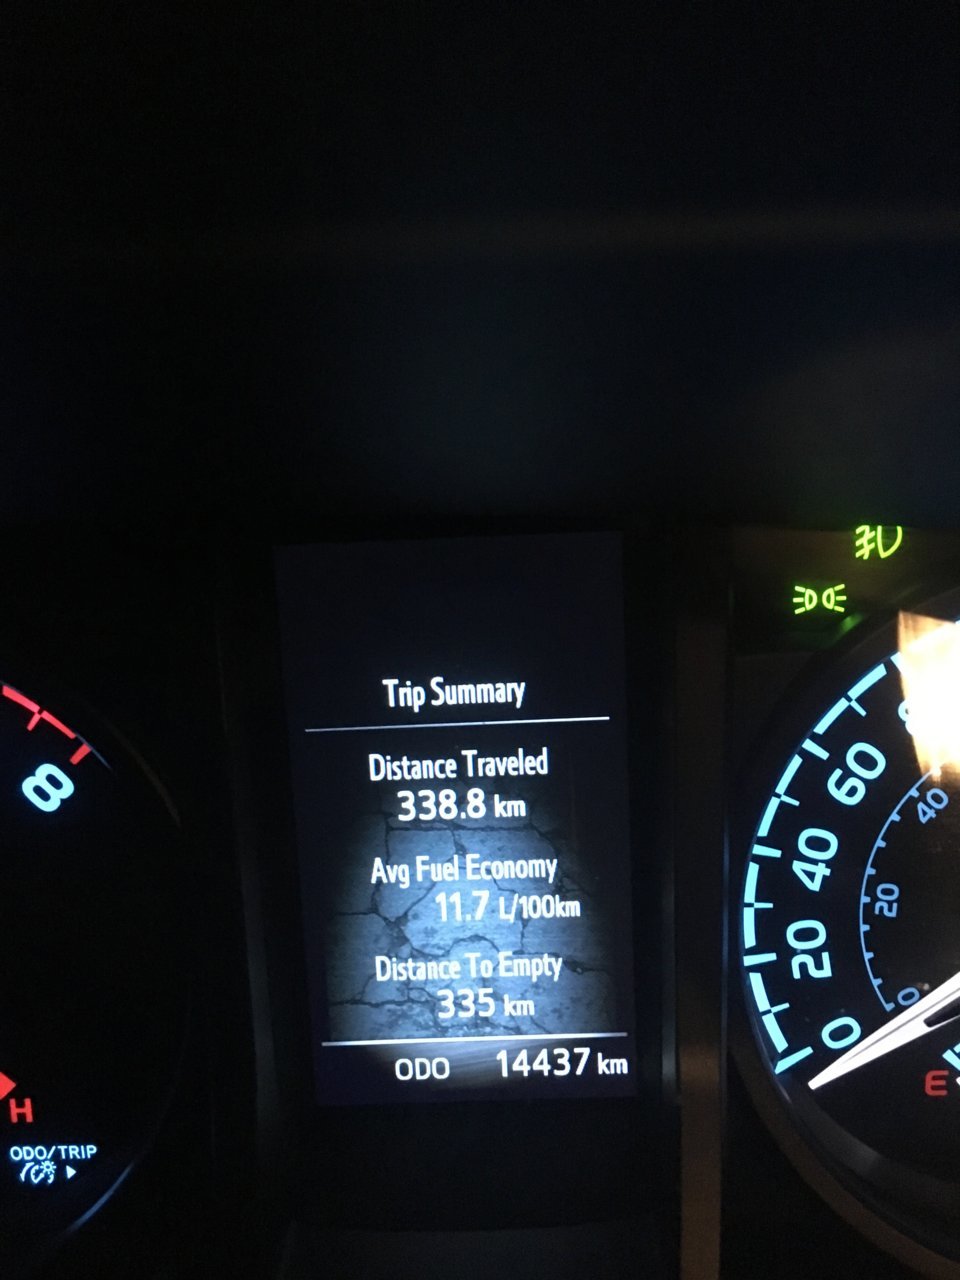 Trip Summary
Distance Traveled
338.8 km
Avg Fuel Economy
11.7 L/100km
Distance To Empty
335 km
ODO 14437 km
8
H
ODO/TRIP
60
40
20
0
40
20
0
E